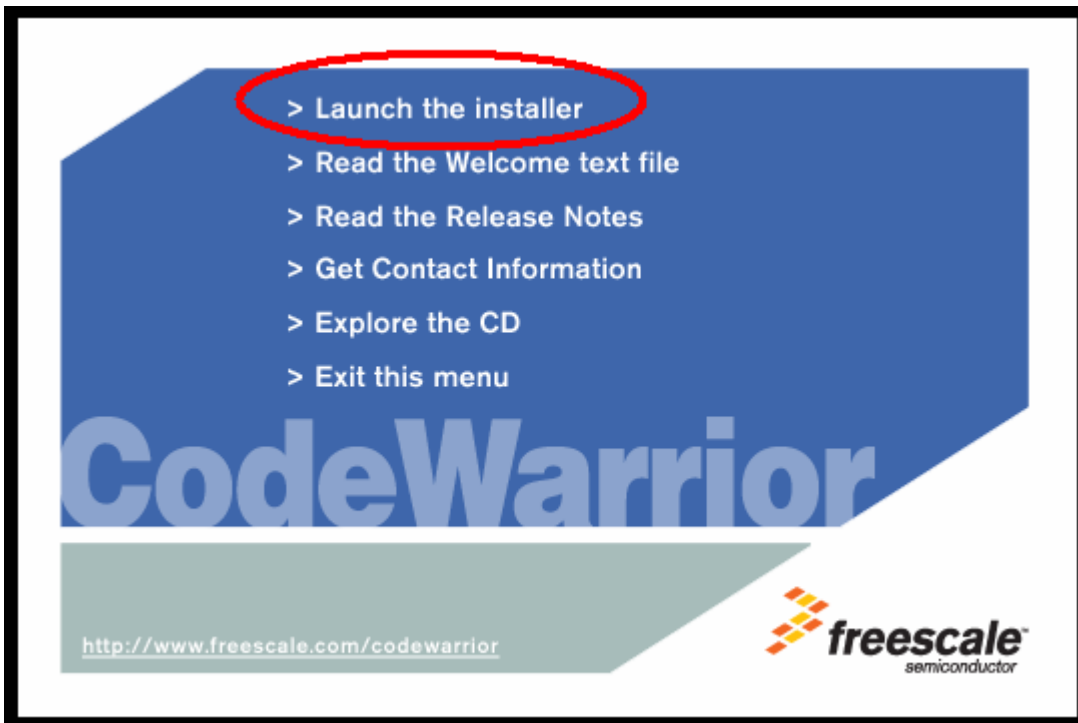 > Launch the installer
> Read the Welcome text file
> Read the Release Notes
> Get Contact Information
> Explore the CD
> Exit this menu
CodeWarrior
http://www.freescale.com/codewarrior
freescale™
semiconductor